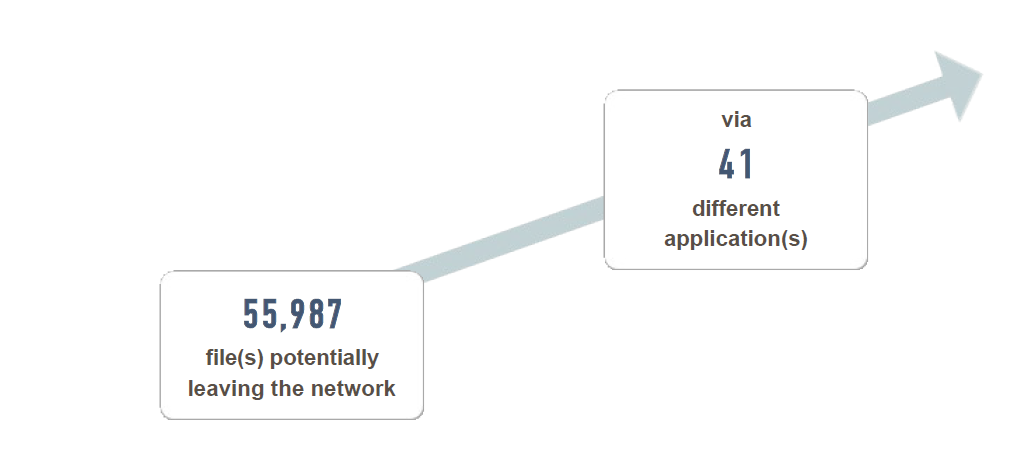 via
41
different
application(s)
55,987
file(s) potentially
leaving the network